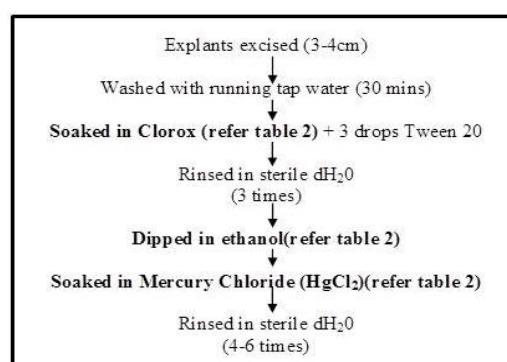 Explants excised (3-4cm)
Washed with running tap water (30 mins)
Soaked in Clorox (refer table 2) + 3 drops Tween 20
Rinsed in sterile dH₂0
(3 times)
Dipped in ethanol(refer table 2)
Soaked in Mercury Chloride (HgCl₂)(refer table 2)
Rinsed in sterile dH₂0
(4-6 times)